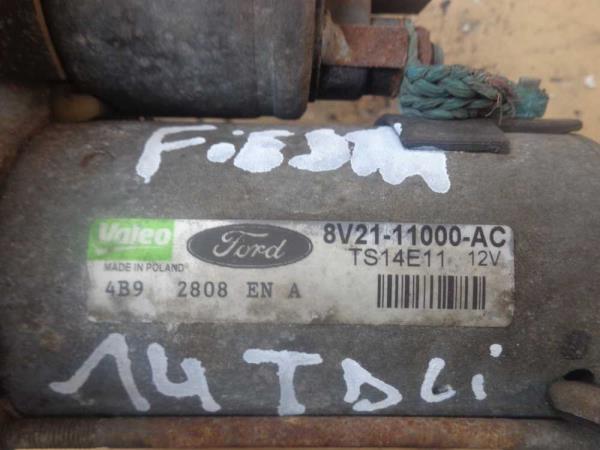 FiESTA
Valeo Ford 8V21-11000-AC
MADE IN POLAND TS14E11 12V
4B9 2808 EN A
14 TDCi